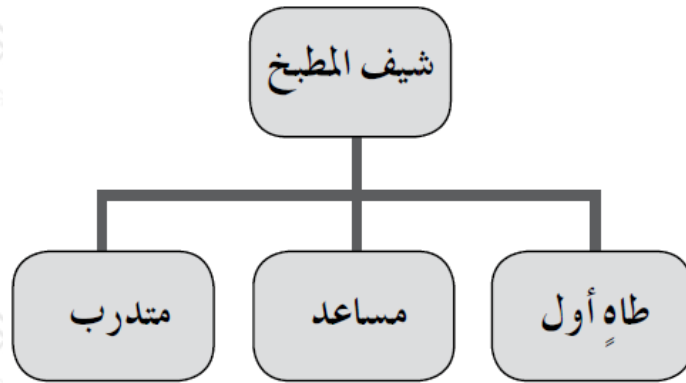 شيف المطبخ
طاهٍ أول
مساعد
متدرب